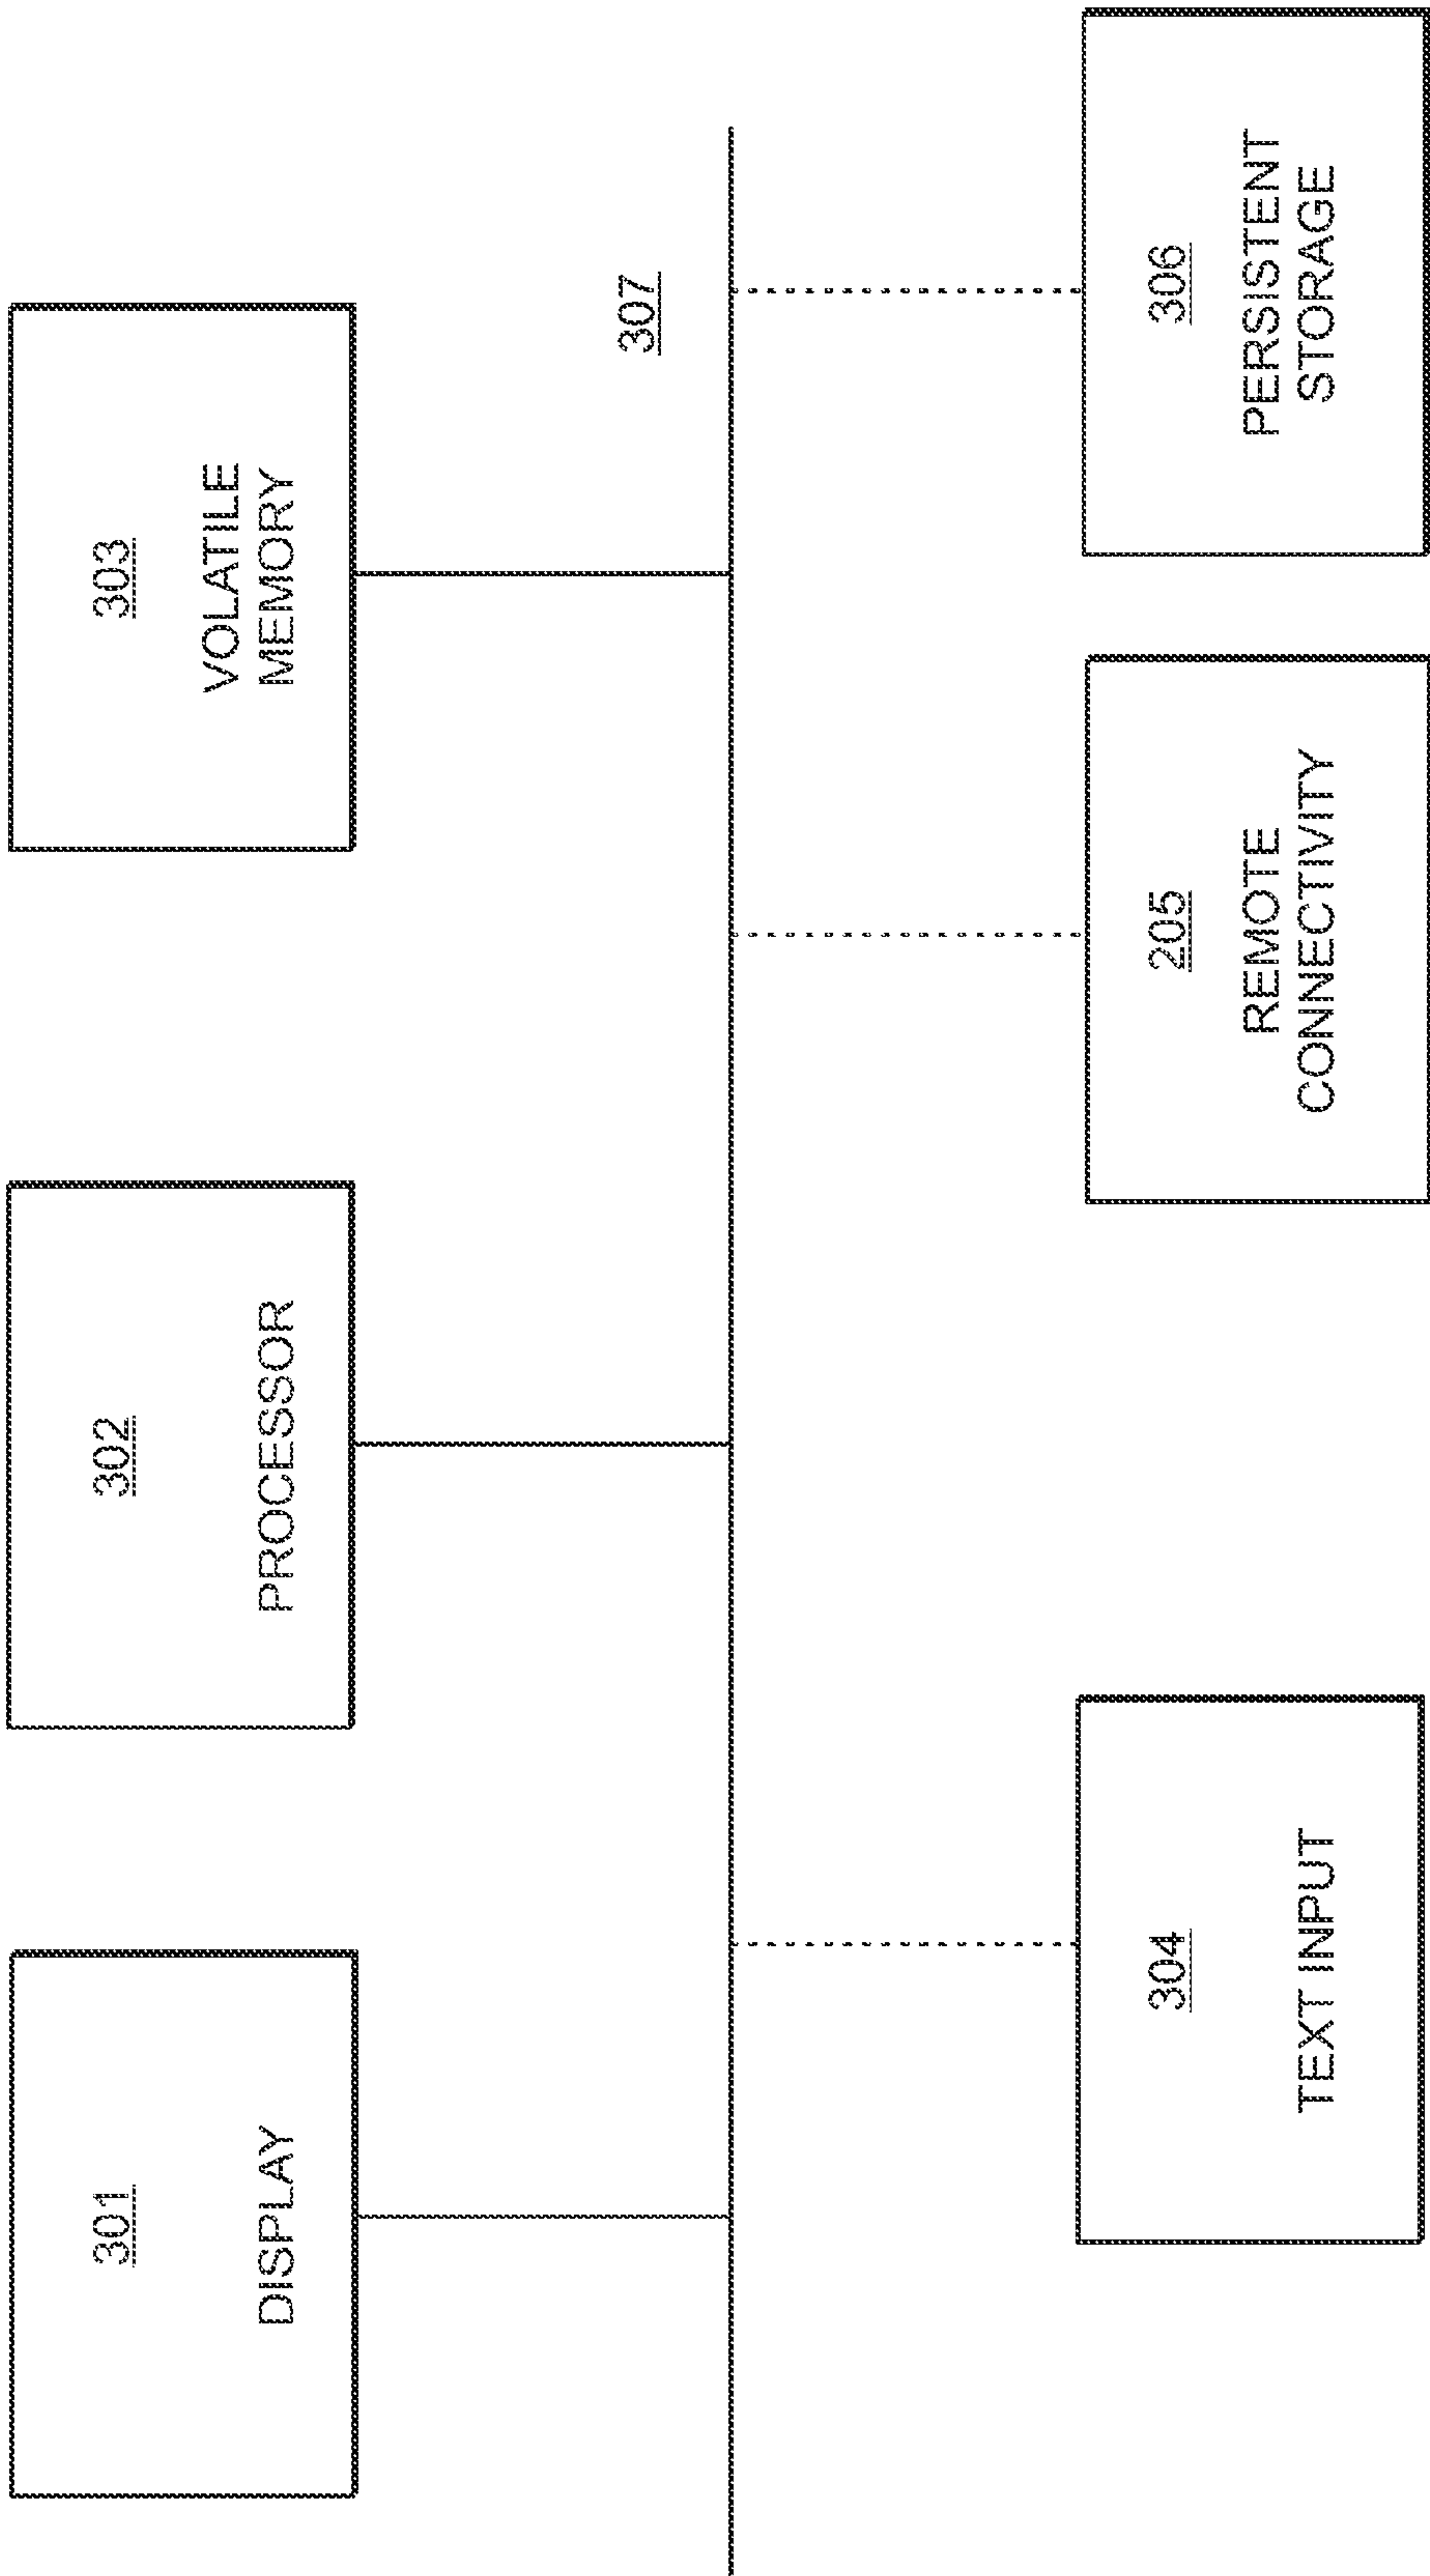 301
DISPLAY
302
PROCESSOR
303
VOLATILE
MEMORY
307
304
TEXT INPUT
205
REMOTE
CONNECTIVITY
306
PERSISTENT
STORAGE